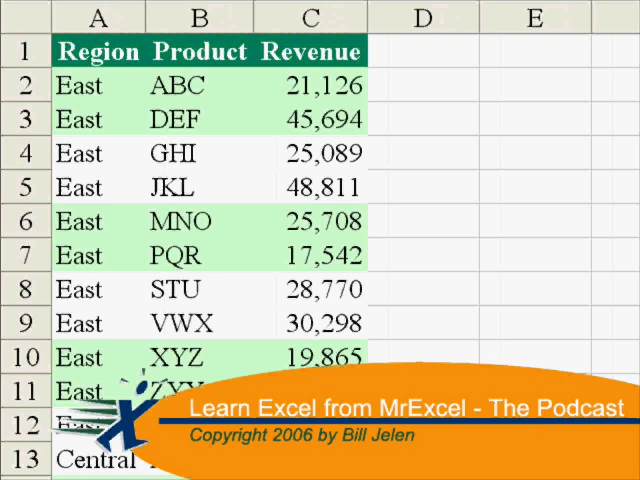 A B C D E
1 Region Product Revenue
2 East ABC 21,126
3 East DEF 45,694
4 East GHI 25,089
5 East JKL 48,811
6 East MNO 25,708
7 East PQR 17,542
8 East STU 28,770
9 East VWX 30,298
10 East XYZ 19,865
11 East
12 East
13 Central
Learn Excel from MrExcel - The Podcast
Copyright 2006 by Bill Jelen